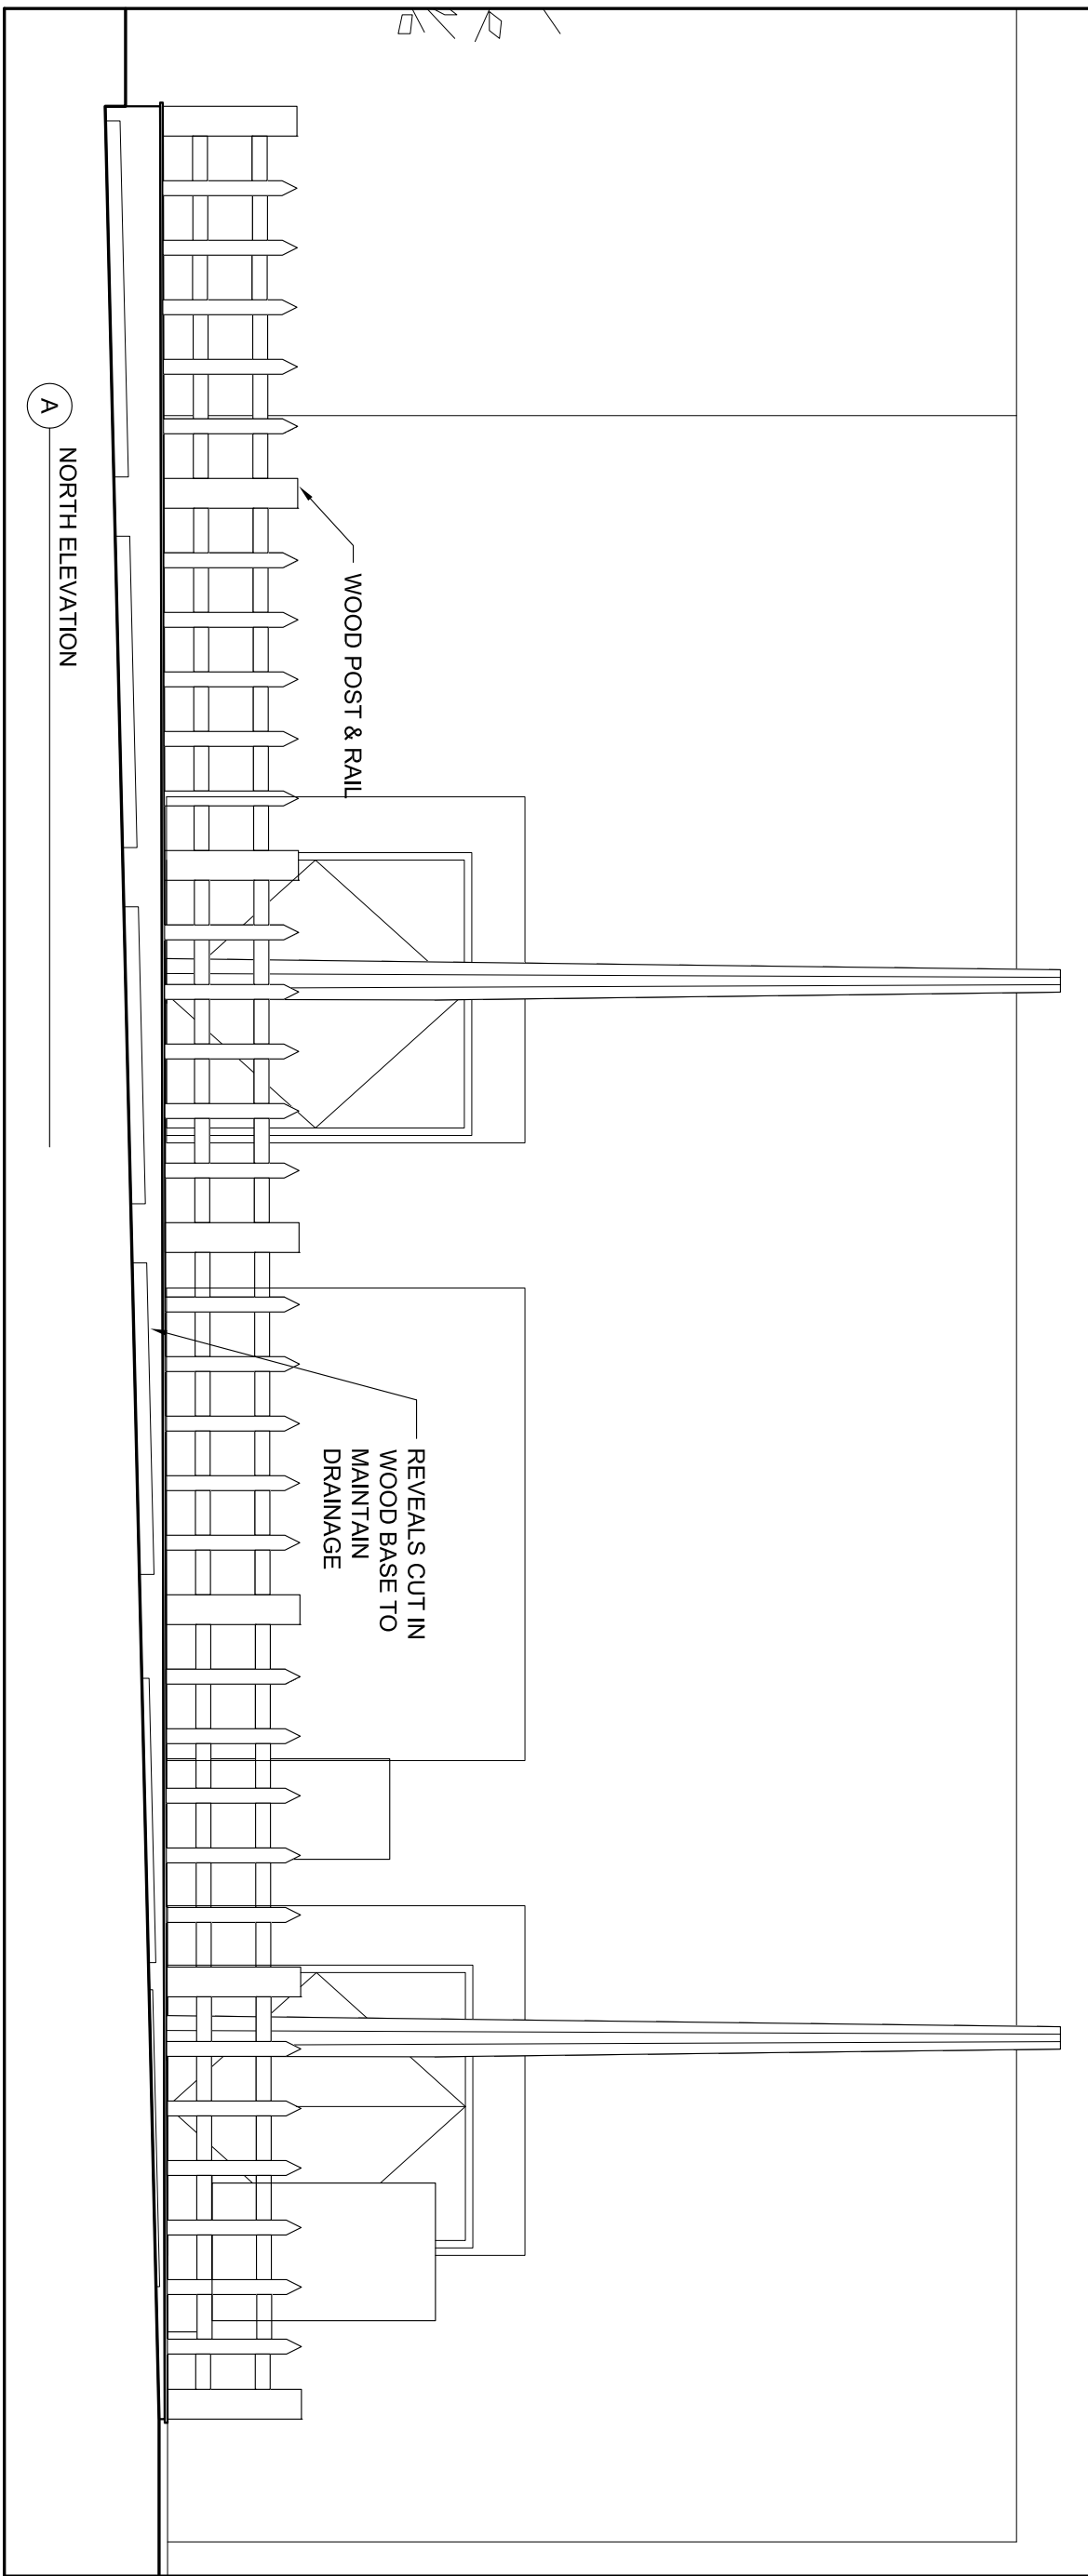 WOOD POST & RAIL
REVEALS CUT IN
WOOD BASE TO
MAINTAIN
DRAINAGE
A
NORTH ELEVATION